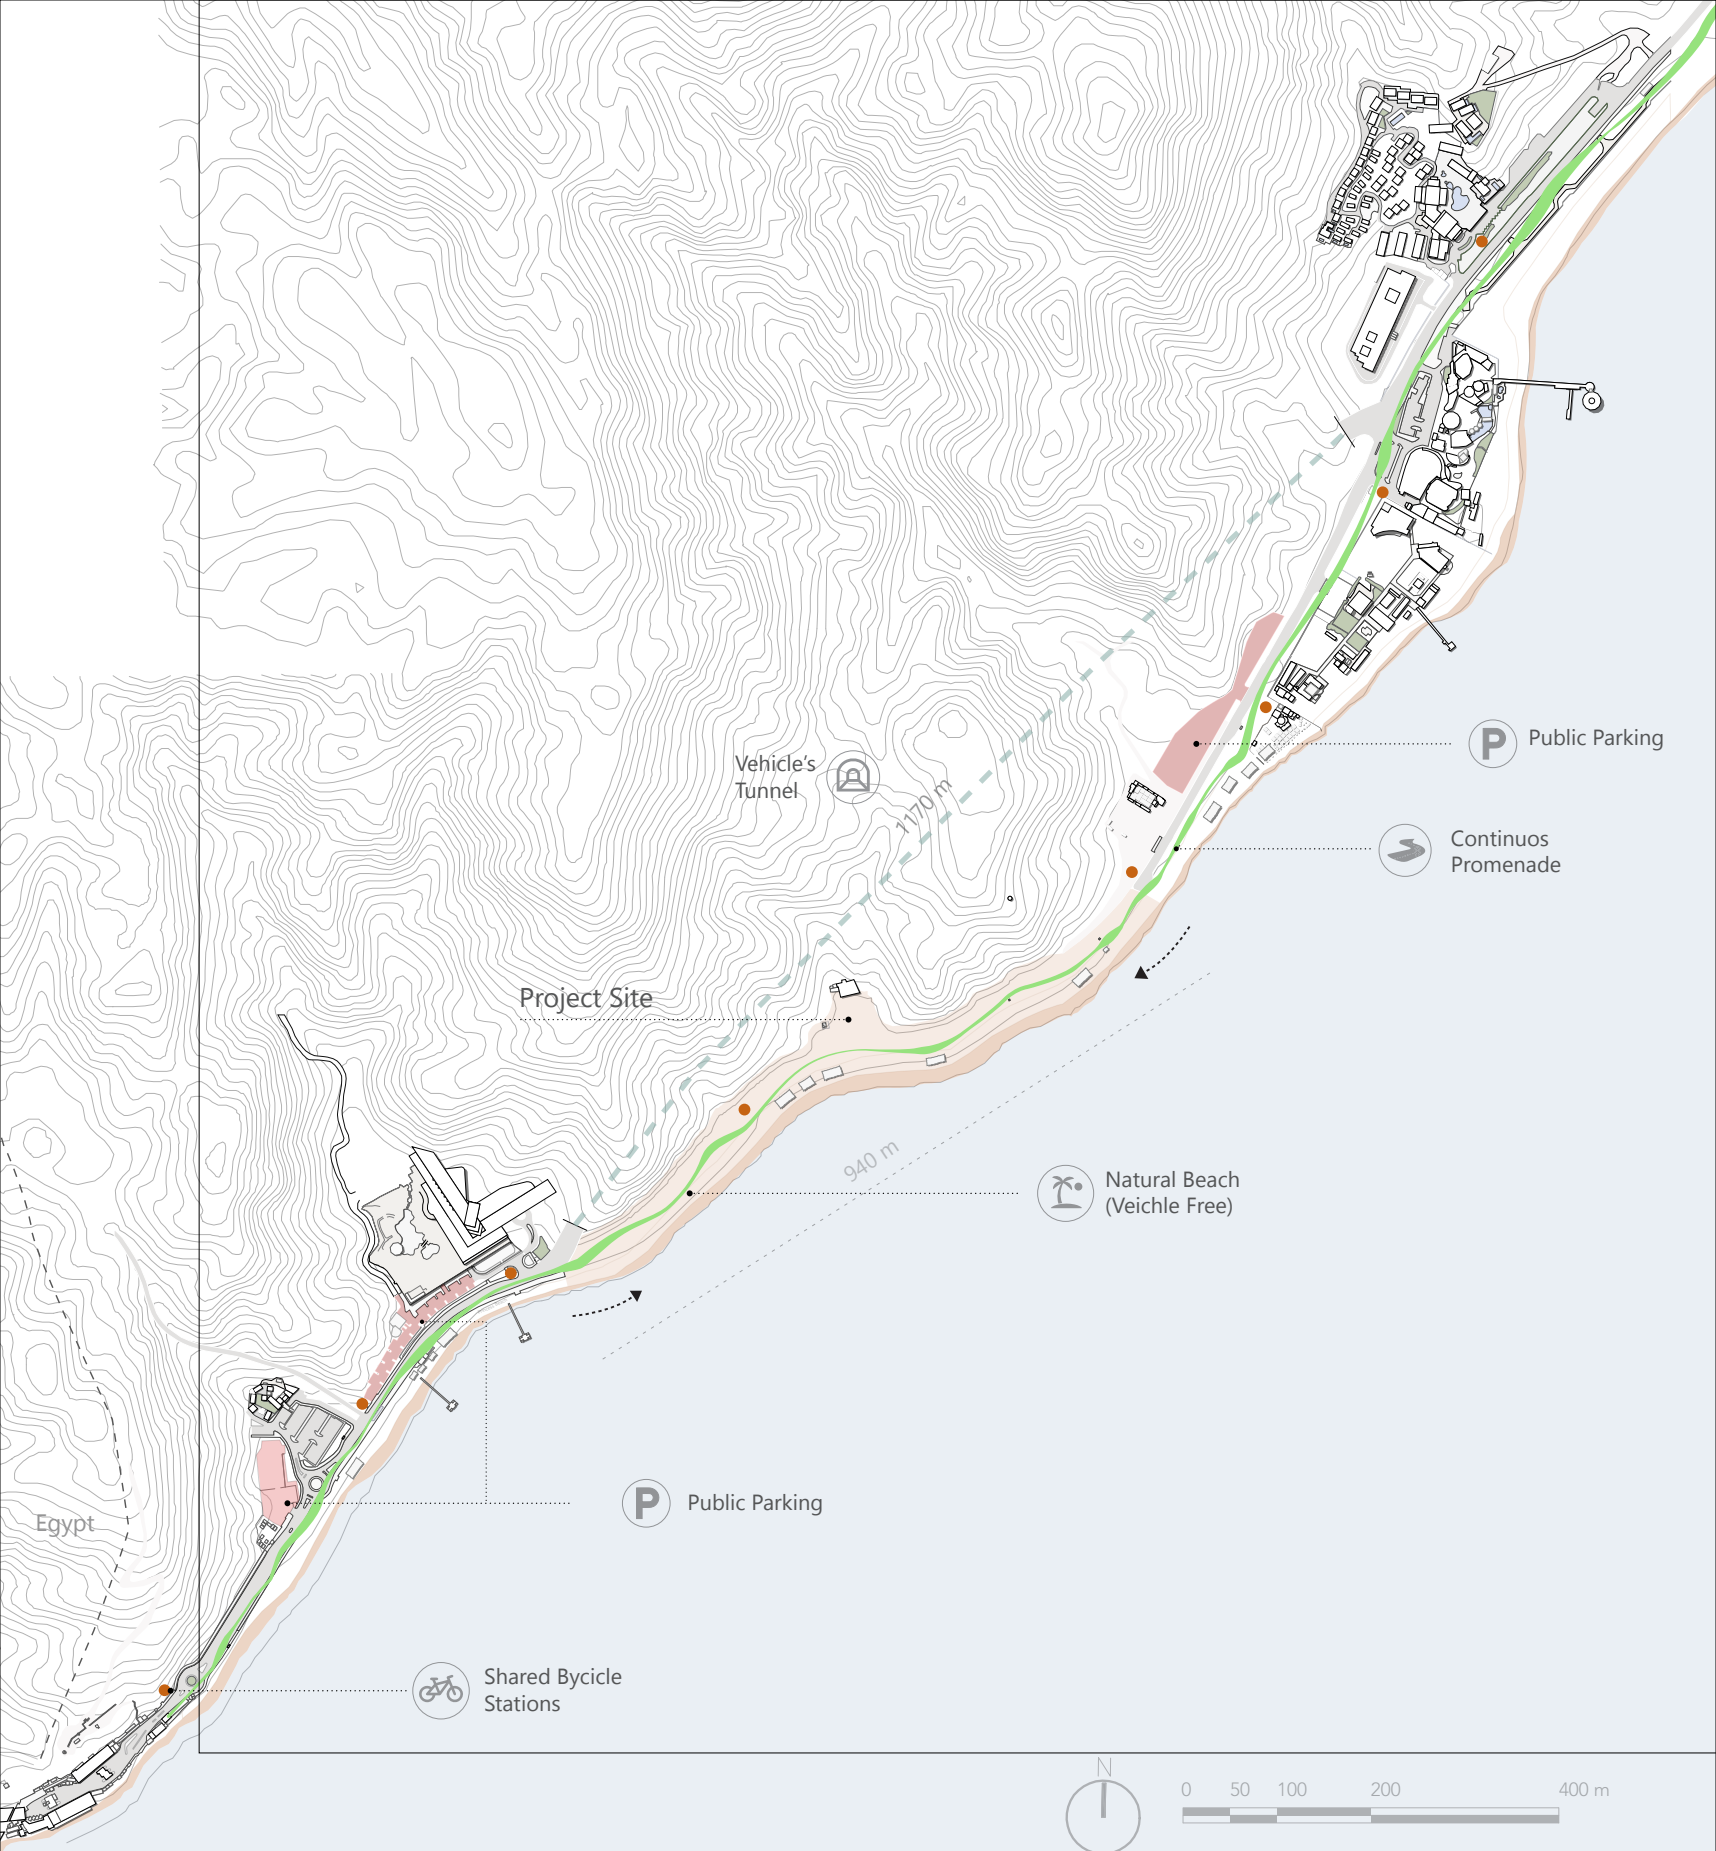 Vehicle's
Tunnel
1170 m
P
Public Parking
Continuos
Promenade
Project Site
940 m
Natural Beach
(Veichle Free)
P
Public Parking
Egypt
Shared Bycicle
Stations
N
0 50 100 200 400 m